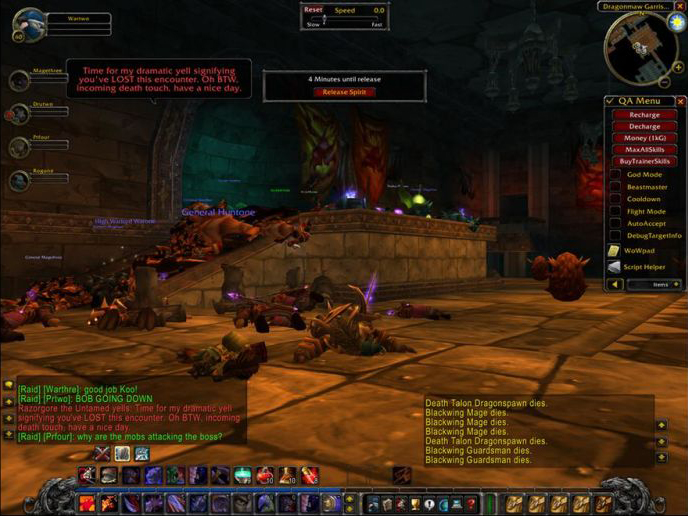 Dragonmaw Garris..
Reset Speed 0.0
Slow Fast
Wartwo
60
Magethree
Drutwo
Prfour
Rogone
Time for my dramatic yell signifying
you've LOST this encounter. Oh BTW,
incoming death touch, have a nice day.
4 Minutes until release
Release Spirit
QA Menu
Recharge
Decharge
Money (1kG)
MaxAllSkills
BuyTrainerSkills
God Mode
Beastmaster
Cooldown
Flight Mode
AutoAccept
DebugTargetInfo
WoWpad
Script Helper
Items
General Huntone
[Raid] [Warthre]: good job Koo!
[Raid] [Prtwo]: BOB GOING DOWN
Razorgore the Untamed yells: Time for my dramatic yell
signifying you've LOST this encounter. Oh BTW, incoming
death touch, have a nice day.
[Raid] [Prfour]: why are the mobs attacking the boss?
Death Talon Dragonspawn dies.
Blackwing Mage dies.
Blackwing Mage dies.
Blackwing Mage dies.
Death Talon Dragonspawn dies.
Blackwing Guardsman dies.
Blackwing Guardsman dies.